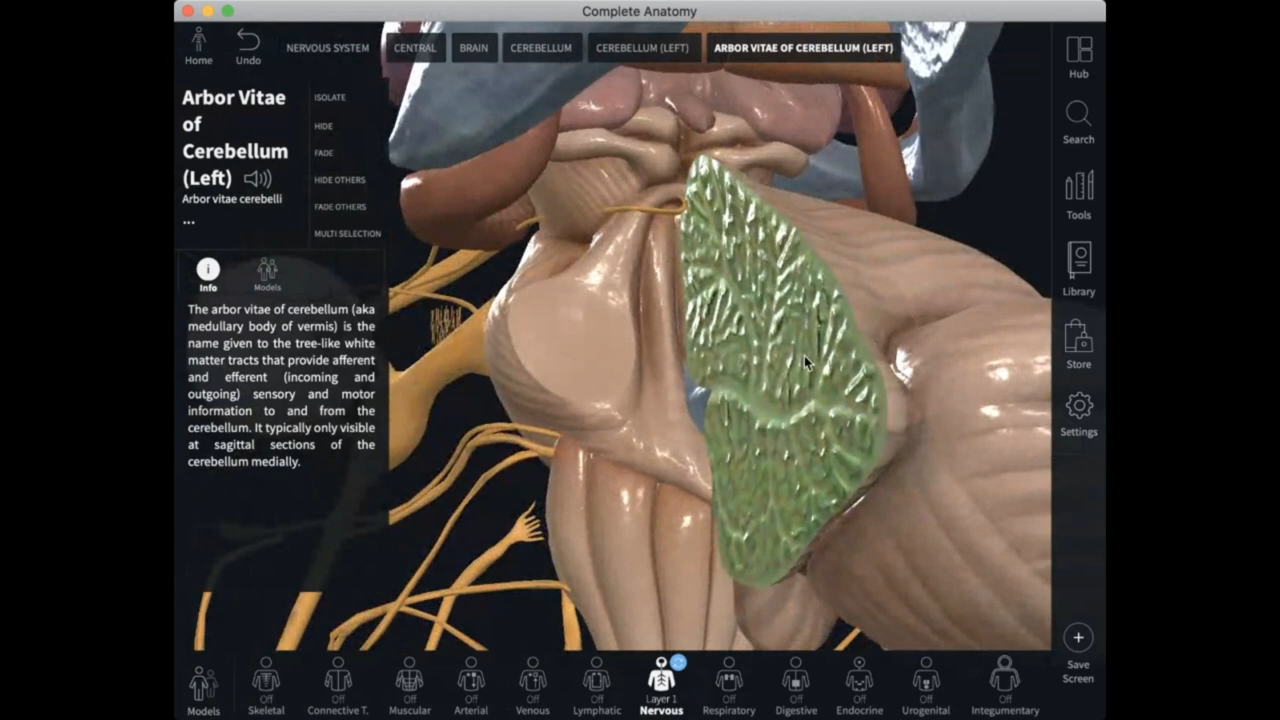 Complete Anatomy
Home
Undo
NERVOUS SYSTEM
CENTRAL
BRAIN
CEREBELLUM
CEREBELLUM (LEFT)
ARBOR VITAE OF CEREBELLUM (LEFT)
Arbor Vitae
of
Cerebellum
(Left)
Arbor vitae cerebelli
...
ISOLATE
HIDE
FADE
HIDE OTHERS
FADE OTHERS
MULTI SELECTION
i
Info
Models
The arbor vitae of cerebellum (aka
medullary body of vermis) is the
name given to the tree-like white
matter tracts that provide afferent
and efferent (incoming and
outgoing) sensory and motor
information to and from the
cerebellum. It typically only visible
at sagittal sections of the
cerebellum medially.
Hub
Search
Tools
Library
Store
Settings
Save
Screen
Models
Off
Skeletal
Off
Connective T.
Off
Muscular
Off
Arterial
Off
Venous
Off
Lymphatic
Layer 1
Nervous
Off
Respiratory
Off
Digestive
Off
Endocrine
Off
Urogenital
Off
Integumentary